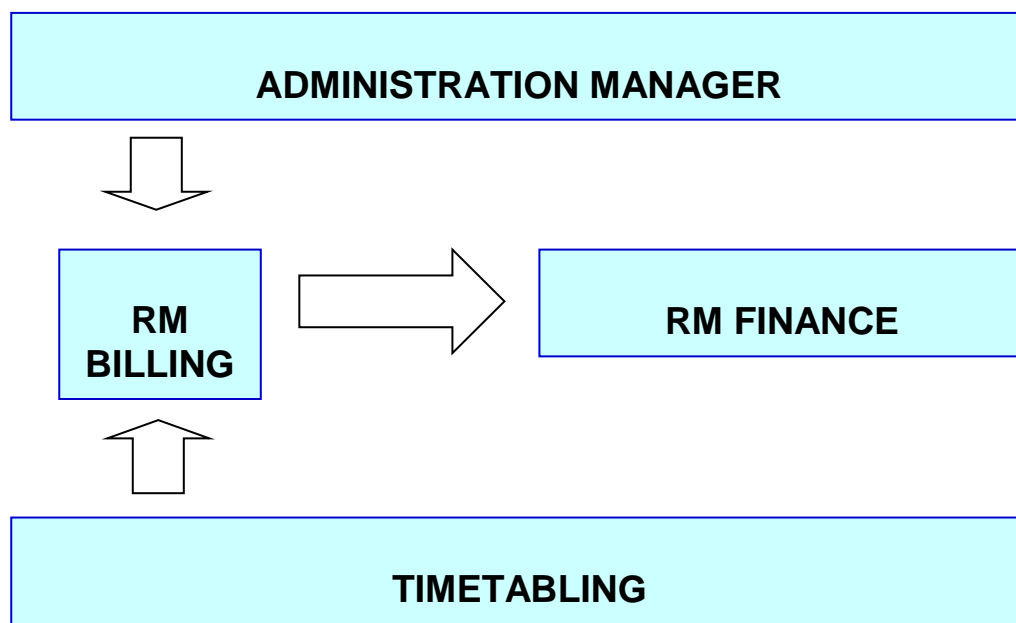 ADMINISTRATION MANAGER
RM
BILLING
RM FINANCE
TIMETABLING